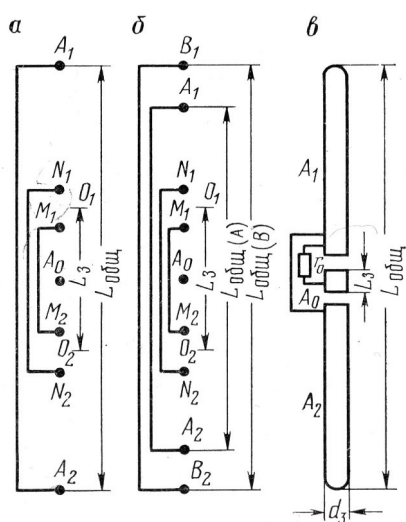 а
A₁
N₁
O₁
M₁
A₀
L₃
M₂
O₂
N₂
A₂
Lобщ
б
B₁
A₁
N₁
O₁
M₁
A₀
L₃
M₂
O₂
N₂
A₂
B₂
Lобщ(A)
Lобщ(B)
в
A₁
r₀
L₃
A₀
A₂
Lобщ
d₃